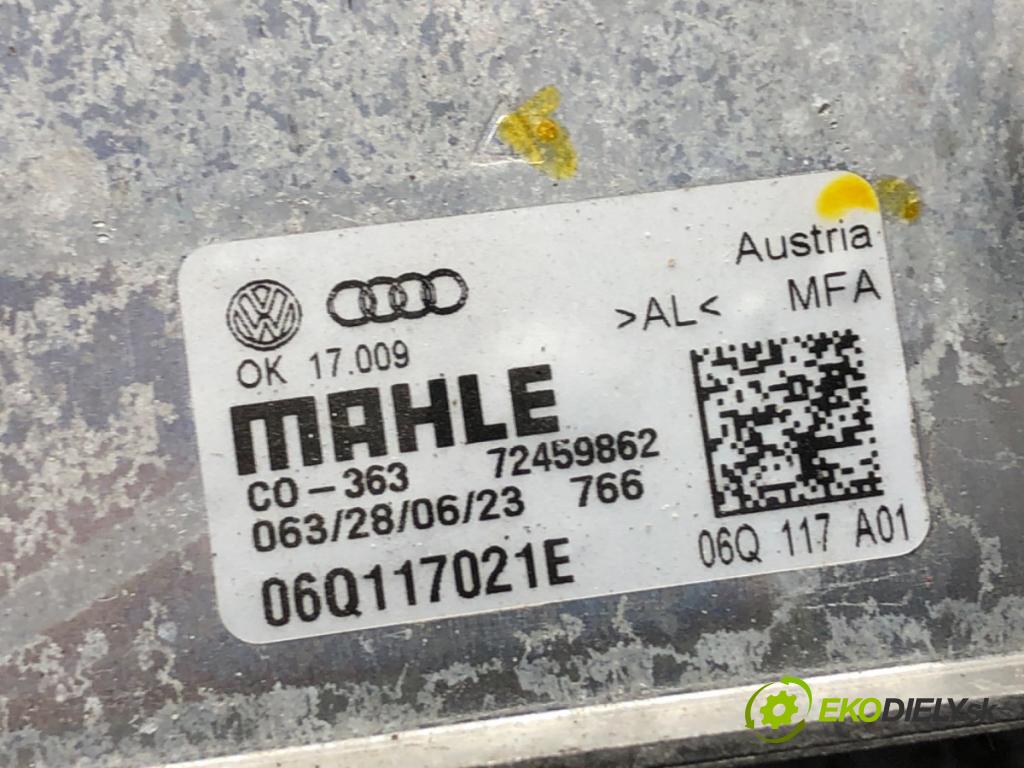 Austria
>AL< MFA
OK 17.009
MAHLE
CO-363 72459862
063/28/06/23 766
06Q117021E
06Q 117 A01
EKODIELY.sk